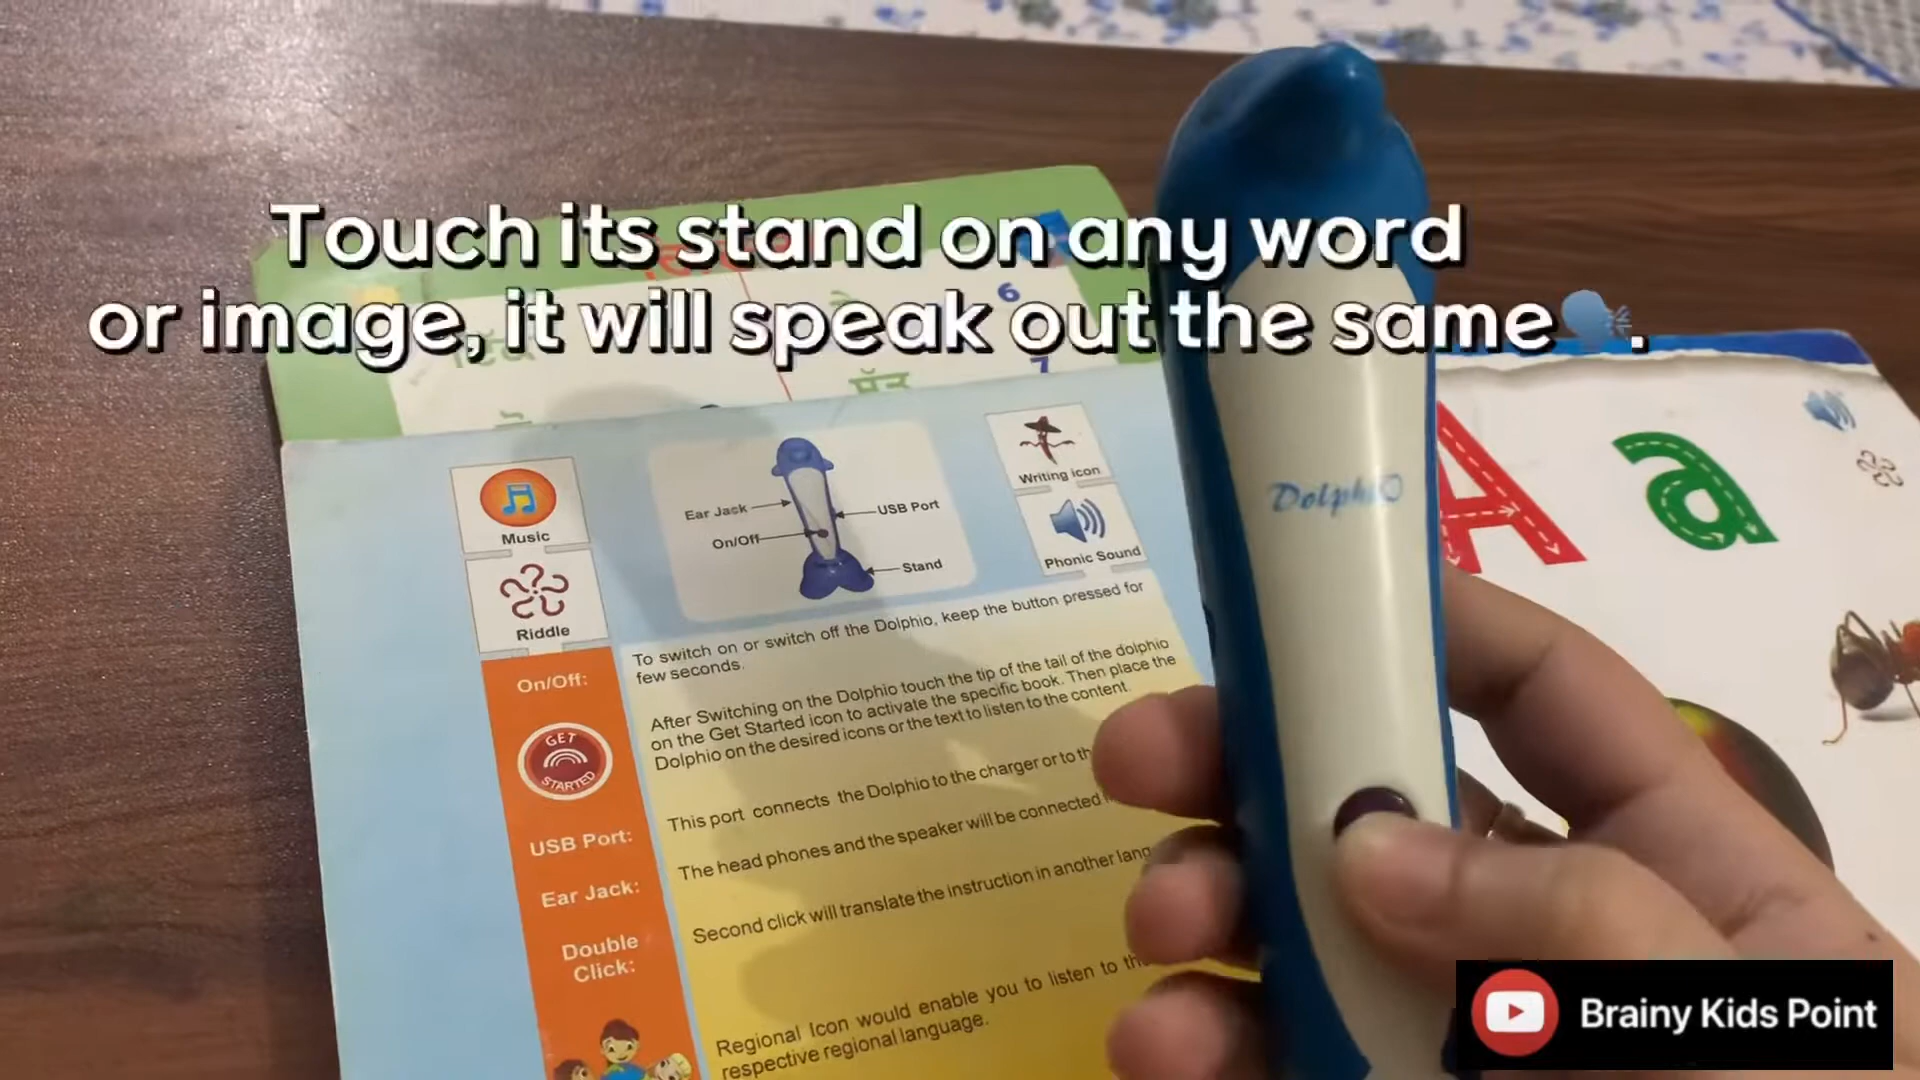 Touch its stand on any word
or image, it will speak out the same🗣.
6
7
Dolphio
A a
Music
Riddle
Ear Jack
On/Off
USB Port
Stand
Writing icon
Phonic Sound
On/Off:
To switch on or switch off the Dolphio, keep the button pressed for
few seconds.
GET
STARTED
After Switching on the Dolphio touch the tip of the tail of the dolphio
on the Get Started icon to activate the specific book. Then place the
Dolphio on the desired icons or the text to listen to the content.
USB Port:
This port connects the Dolphio to the charger or to
Ear Jack:
The head phones and the speaker will be connected
Double
Click:
Second click will translate the instruction in another
Regional Icon would enable you to listen to
respective regional language.
Brainy Kids Point